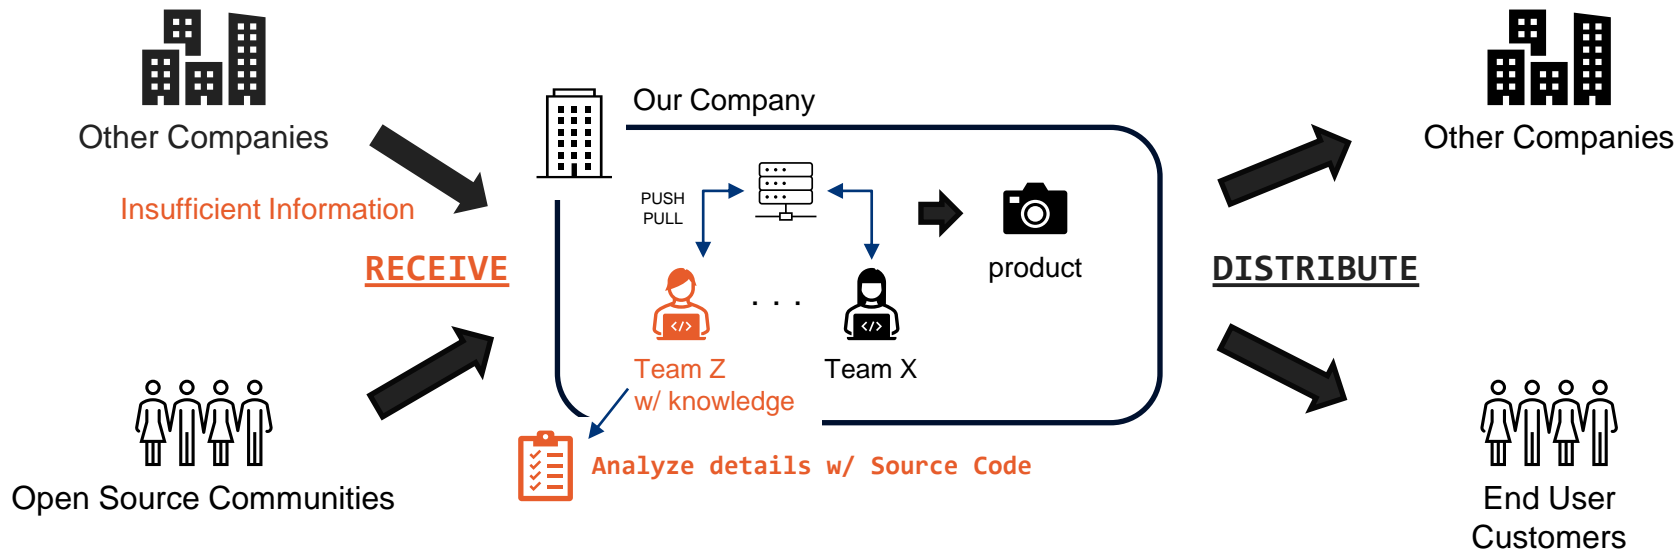 Other Companies
Insufficient Information
RECEIVE
Open Source Communities
Our Company
PUSH
PULL
</>
Team Z
w/ knowledge
. . .
</>
Team X
product
Analyze details w/ Source Code
DISTRIBUTE
Other Companies
End User
Customers